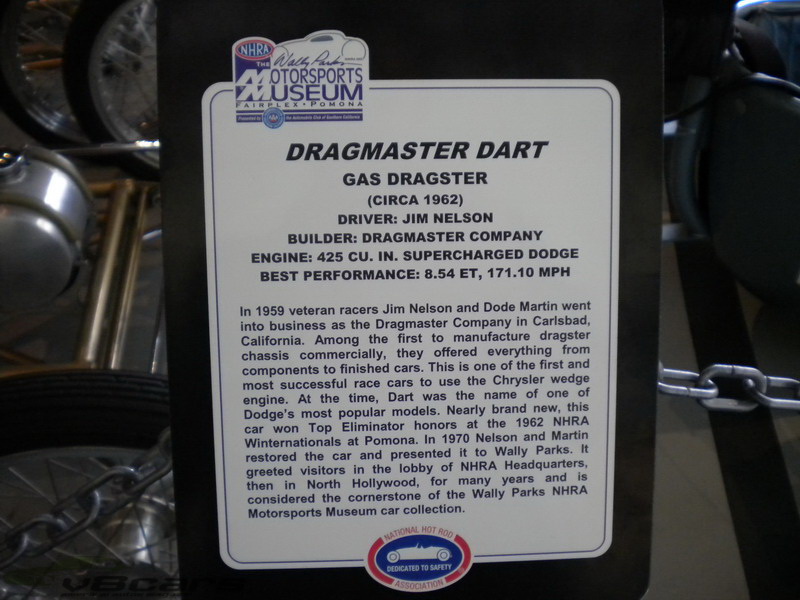 NHRA
Wally Parks
THE
MOTORSPORTS
MUSEUM
FAIRPLEX • POMONA
Presented by the Automobile Club of Southern California
DRAGMASTER DART
GAS DRAGSTER
(CIRCA 1962)
DRIVER: JIM NELSON
BUILDER: DRAGMASTER COMPANY
ENGINE: 425 CU. IN. SUPERCHARGED DODGE
BEST PERFORMANCE: 8.54 ET, 171.10 MPH
In 1959 veteran racers Jim Nelson and Dode Martin went
into business as the Dragmaster Company in Carlsbad,
California. Among the first to manufacture dragster
chassis commercially, they offered everything from
components to finished cars. This is one of the first and
most successful race cars to use the Chrysler wedge
engine. At the time, Dart was the name of one of
Dodge's most popular models. Nearly brand new, this
car won Top Eliminator honors at the 1962 NHRA
Winternationals at Pomona. In 1970 Nelson and Martin
restored the car and presented it to Wally Parks. It
greeted visitors in the lobby of NHRA Headquarters,
then in North Hollywood, for many years and is
considered the cornerstone of the Wally Parks NHRA
Motorsports Museum car collection.
NATIONAL HOT ROD
DEDICATED TO SAFETY
ASSOCIATION